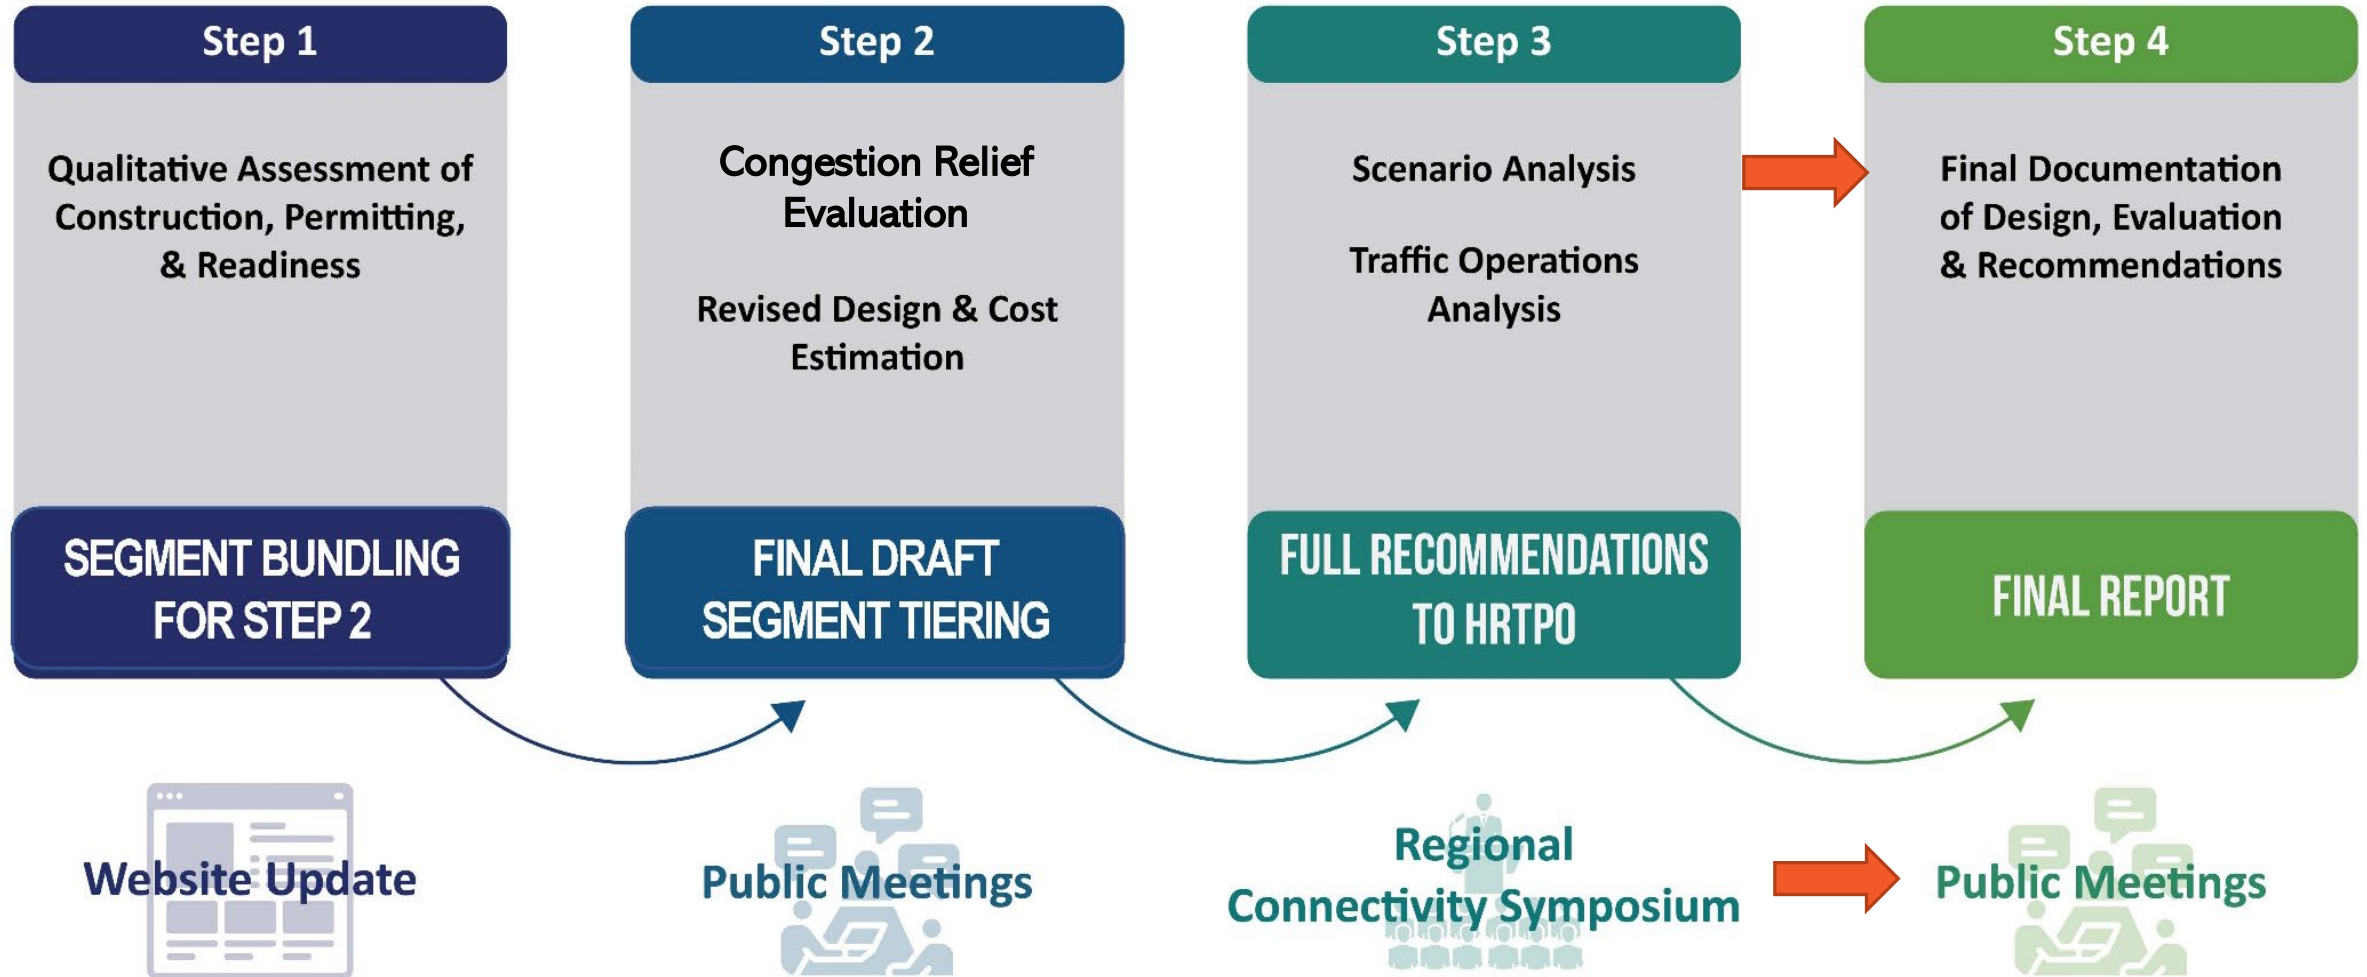 Step 1
Qualitative Assessment of
Construction, Permitting,
& Readiness
SEGMENT BUNDLING
FOR STEP 2
Website Update
Step 2
Congestion Relief
Evaluation
Revised Design & Cost
Estimation
FINAL DRAFT
SEGMENT TIERING
Public Meetings
Step 3
Scenario Analysis
Traffic Operations
Analysis
FULL RECOMMENDATIONS
TO HRTPO
Regional
Connectivity Symposium
Step 4
Final Documentation
of Design, Evaluation
& Recommendations
FINAL REPORT
Public Meetings